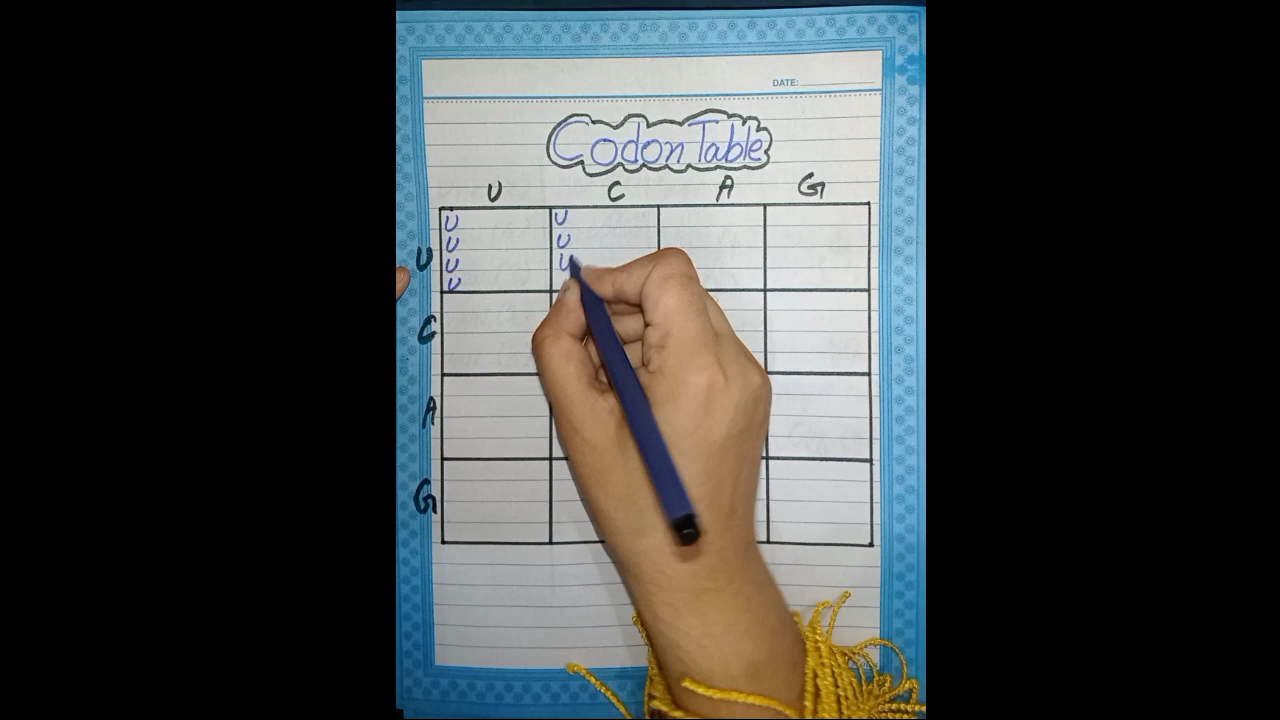 DATE:
Codon Table
U C A G
U U
U U
U U U
U
C
A
G